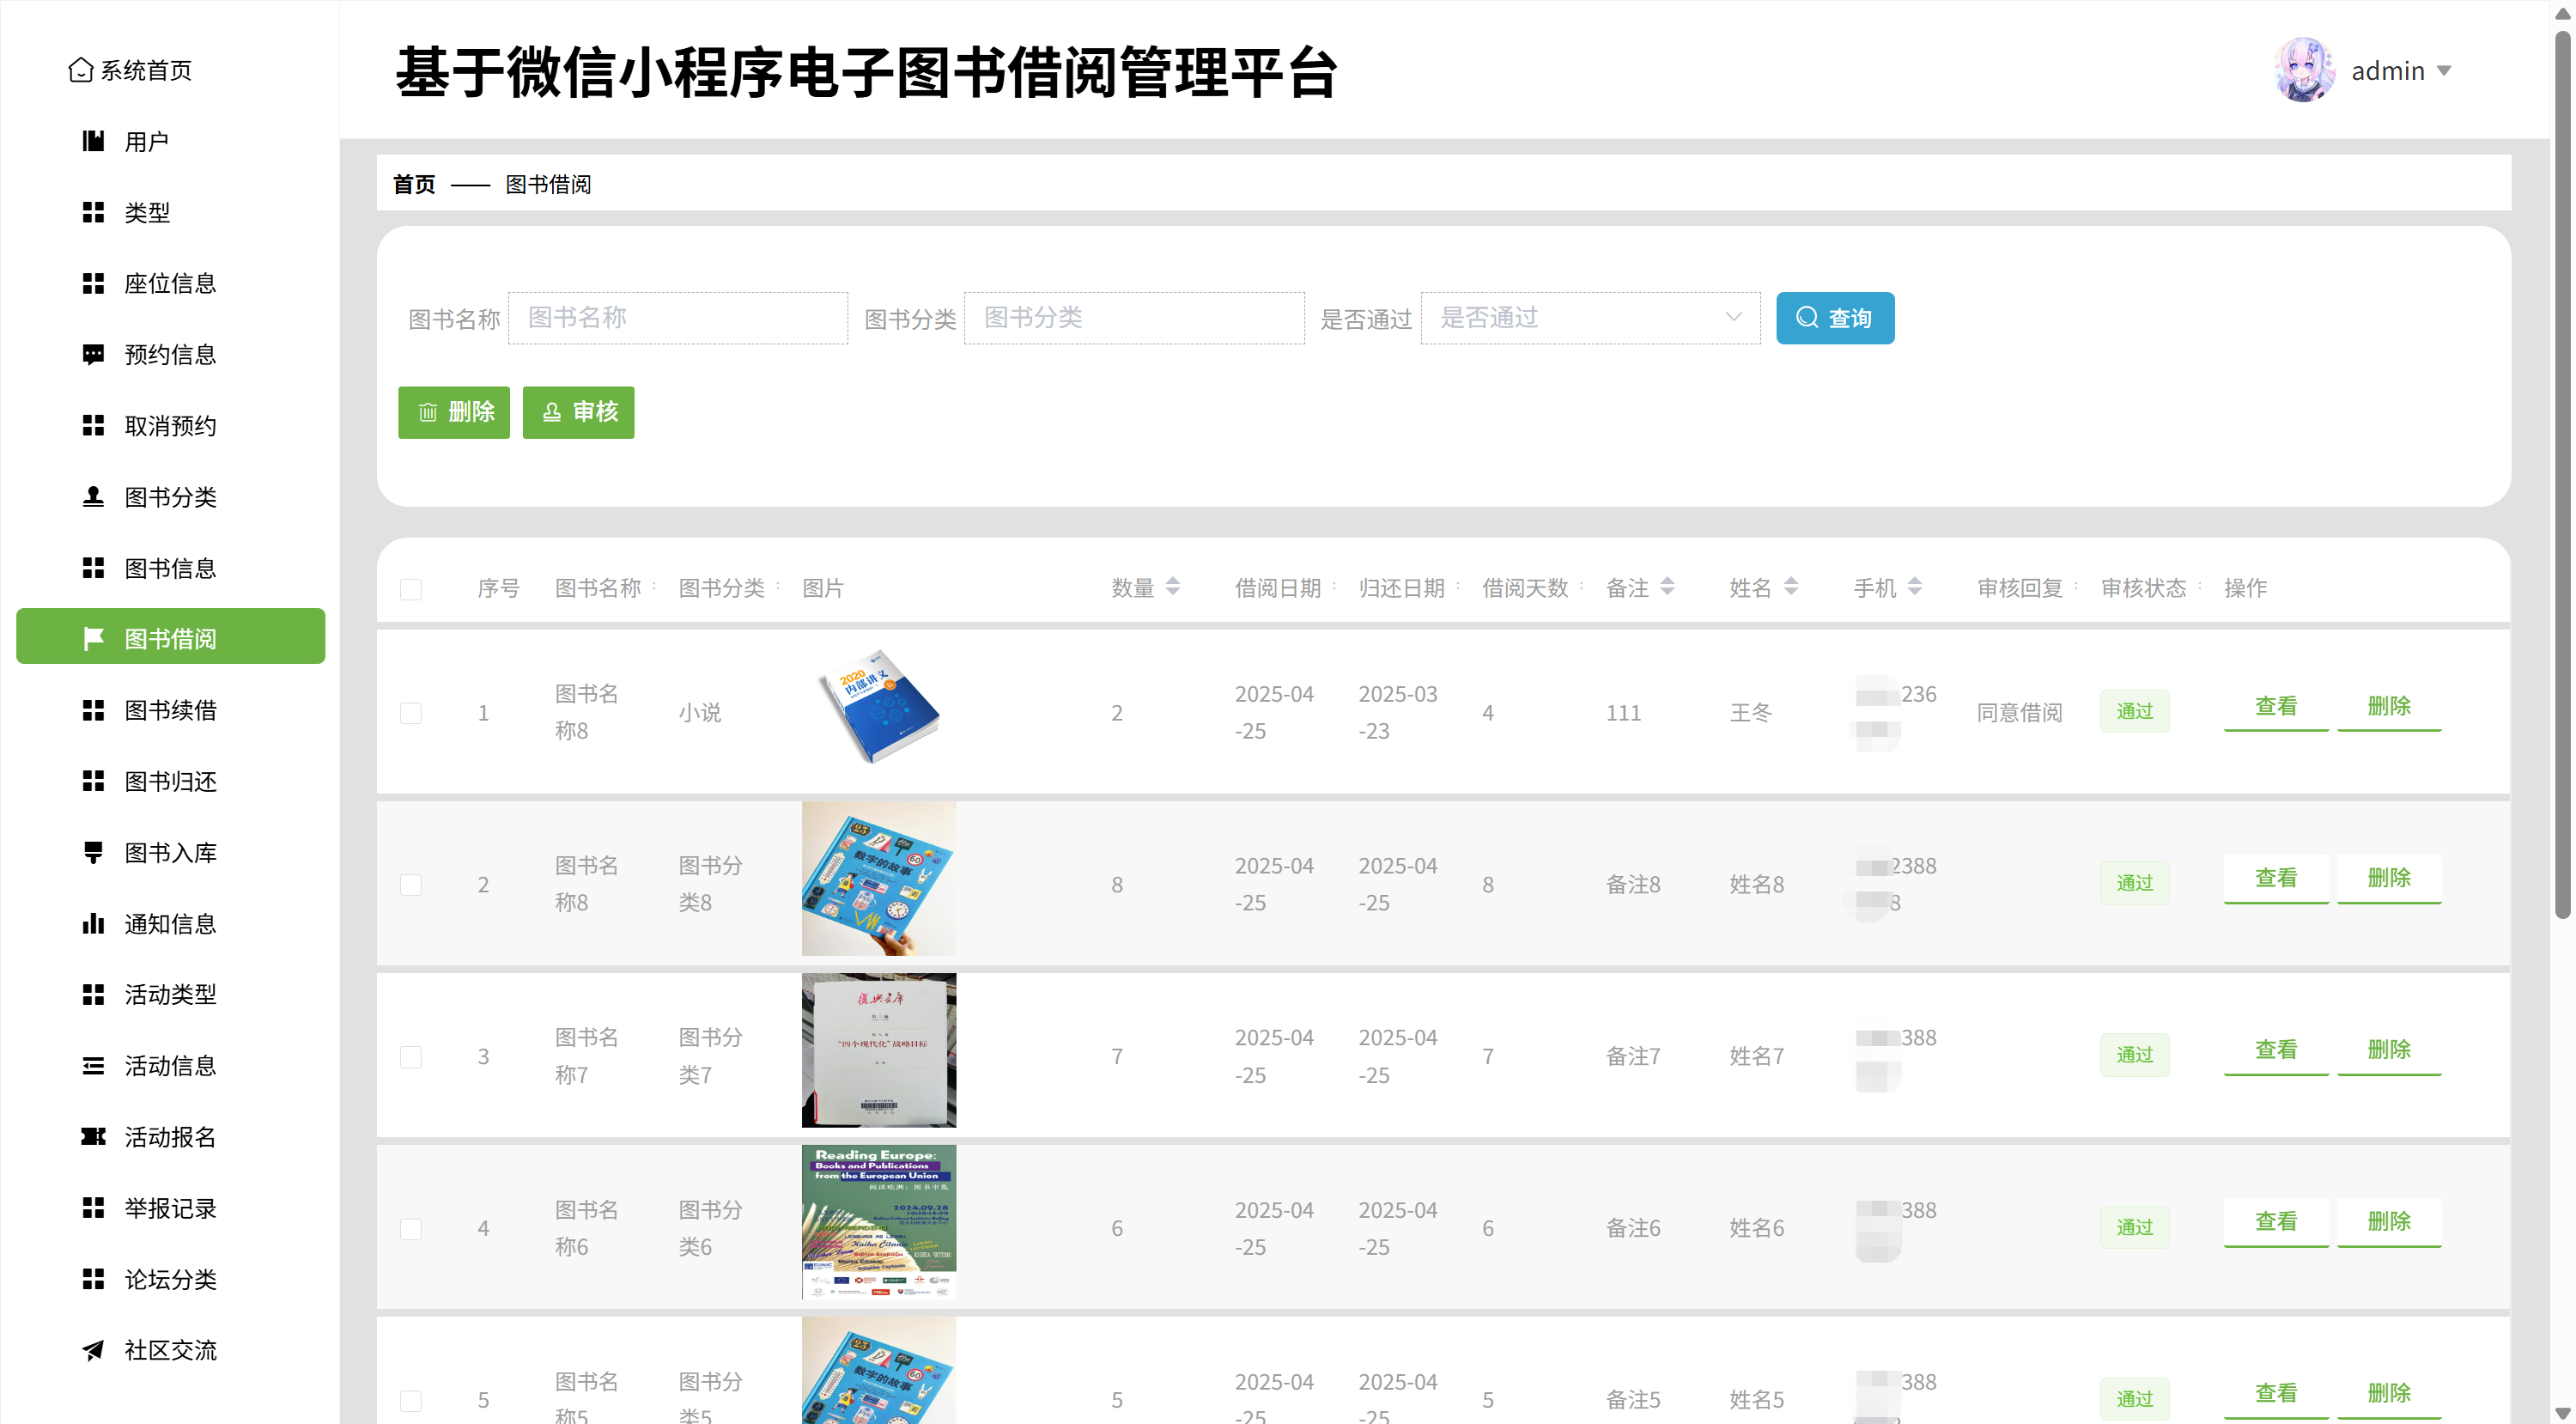 系统首页
用户
类型
座位信息
预约信息
取消预约
图书分类
图书信息
图书借阅
图书续借
图书归还
图书入库
通知信息
活动类型
活动信息
活动报名
举报记录
论坛分类
社区交流
基于微信小程序电子图书借阅管理平台
admin
首页 —— 图书借阅
图书名称 图书名称 图书分类 图书分类 是否通过 是否通过 查询
删除 审核
序号 图书名称 图书分类 图片 数量 借阅日期 归还日期 借阅天数 备注 姓名 手机 审核回复 审核状态 操作
1 图书名称8 小说 2 2025-04-25 2025-03-23 4 111 王冬 236 同意借阅 通过 查看 删除
2020
内部讲义
2 图书名称8 图书分类8 8 2025-04-25 2025-04-25 8 备注8 姓名8 2388 8 通过 查看 删除
数字的故事
60
3 图书名称7 图书分类7 7 2025-04-25 2025-04-25 7 备注7 姓名7 388 通过 查看 删除
复兴文库
“四个现代化”战略目标
4 图书名称6 图书分类6 6 2025-04-25 2025-04-25 6 备注6 姓名6 388 通过 查看 删除
Reading Europe:
Books and Publications
from the European Union
阅读欧洲：图书市集
2024.09.28
5 图书名称5 图书分类5 5 2025-04-25 2025-04-25 5 备注5 姓名5 388 通过 查看 删除
数字的故事
60